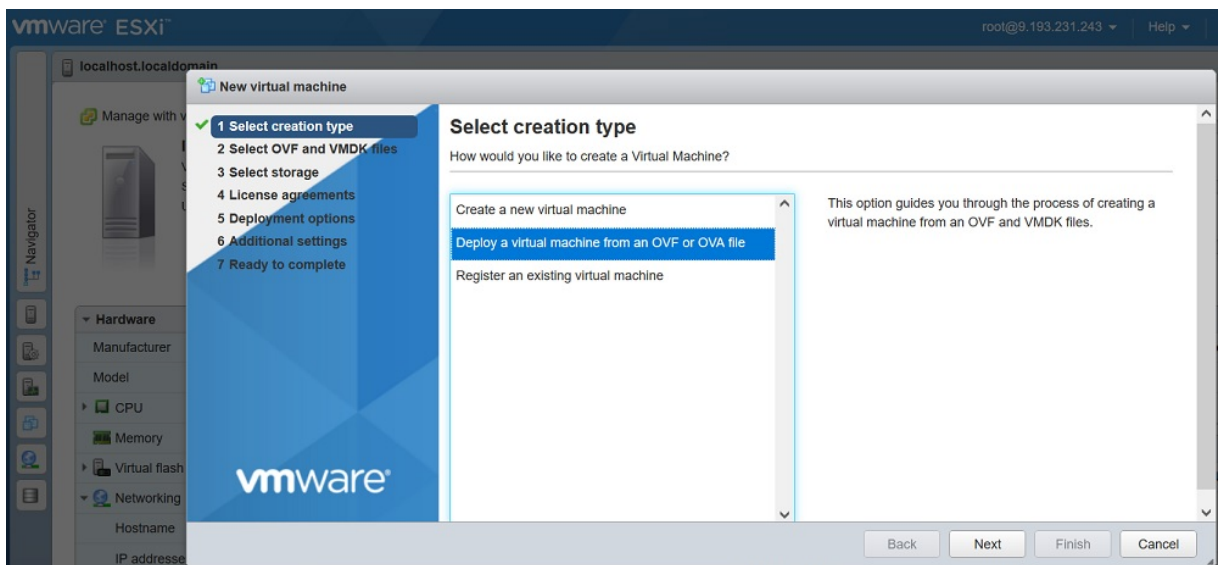 vmware ESXi™
root@9.193.231.243
Help
localhost.localdomain
Manage with v
Navigator
Hardware
Manufacturer
Model
CPU
Memory
Virtual flash
Networking
Hostname
IP addresse
New virtual machine
1 Select creation type
2 Select OVF and VMDK files
3 Select storage
4 License agreements
5 Deployment options
6 Additional settings
7 Ready to complete
vmware®
Select creation type
How would you like to create a Virtual Machine?
Create a new virtual machine
Deploy a virtual machine from an OVF or OVA file
Register an existing virtual machine
This option guides you through the process of creating a
virtual machine from an OVF and VMDK files.
Back
Next
Finish
Cancel